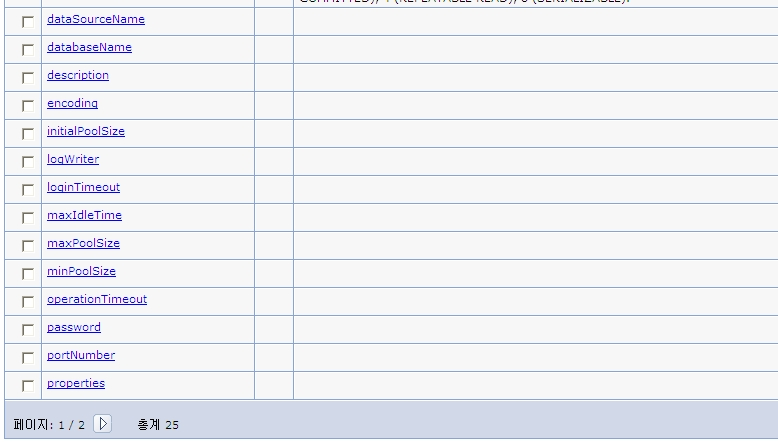 COMMITTED), 4 (REPEATABLE READ), 8 (SERIALIZABLE).
dataSourceName
databaseName
description
encoding
initialPoolSize
logWriter
loginTimeout
maxIdleTime
maxPoolSize
minPoolSize
operationTimeout
password
portNumber
properties
페이지: 1 / 2 총계 25